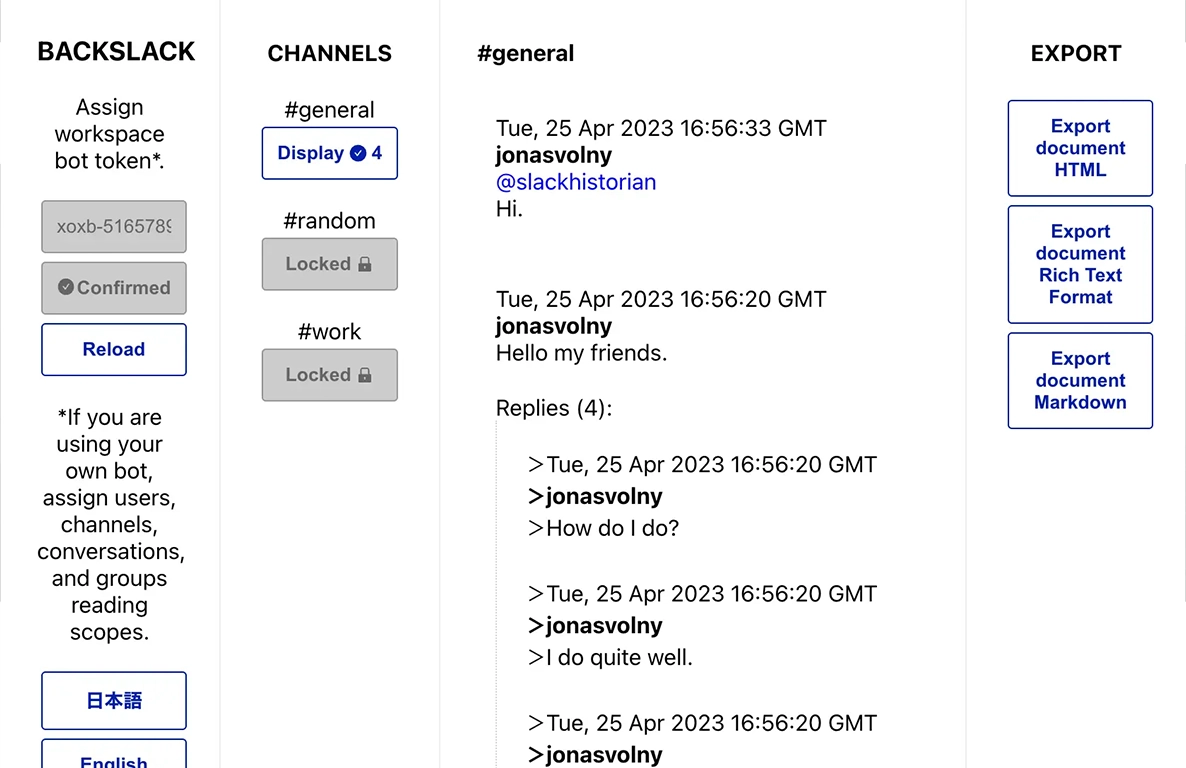 BACKSLACK
Assign
workspace
bot token*.
xoxb-5165789
Confirmed
Reload
*If you are
using your
own bot,
assign users,
channels,
conversations,
and groups
reading
scopes.
日本語
English
CHANNELS
#general
Display 4
#random
Locked
#work
Locked
#general
Tue, 25 Apr 2023 16:56:33 GMT
jonasvolny
@slackhistorian
Hi.
Tue, 25 Apr 2023 16:56:20 GMT
jonasvolny
Hello my friends.
Replies (4):
>Tue, 25 Apr 2023 16:56:20 GMT
>jonasvolny
>How do I do?
>Tue, 25 Apr 2023 16:56:20 GMT
>jonasvolny
>I do quite well.
>Tue, 25 Apr 2023 16:56:20 GMT
>jonasvolny
EXPORT
Export
document
HTML
Export
document
Rich Text
Format
Export
document
Markdown